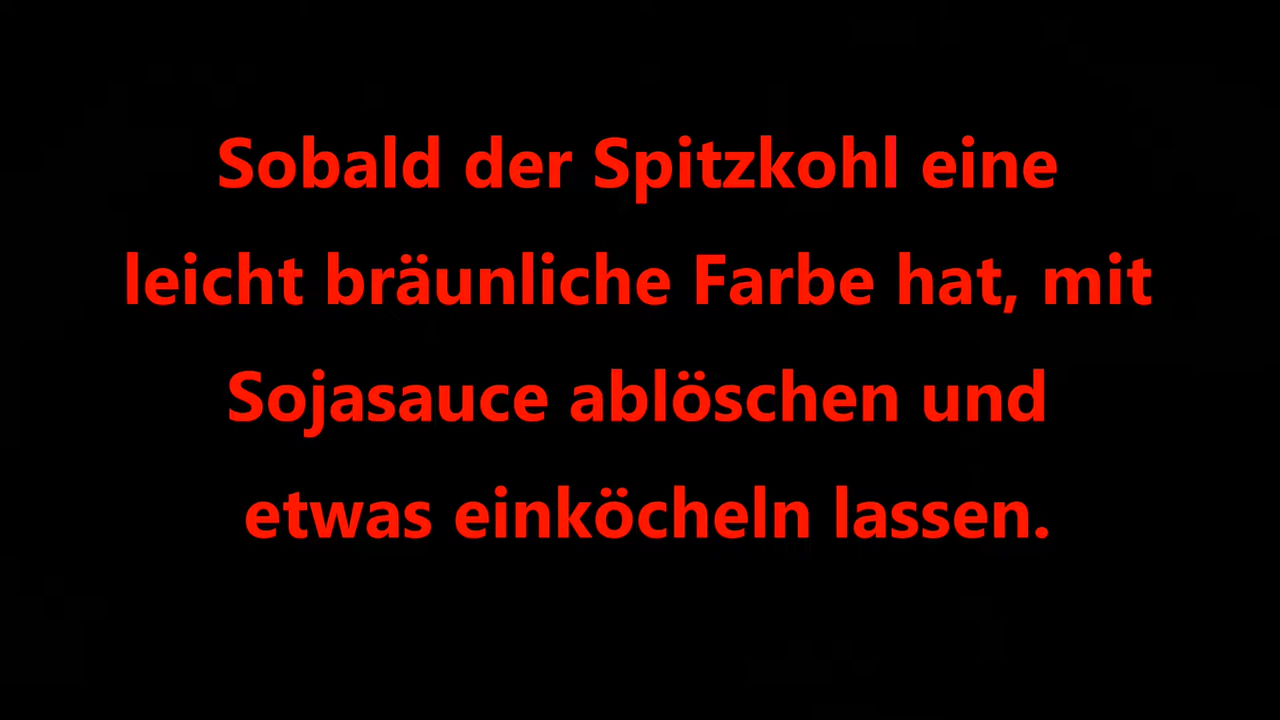 Sobald der Spitzkohl eine
leicht bräunliche Farbe hat, mit
Sojasauce ablöschen und
etwas einköcheln lassen.